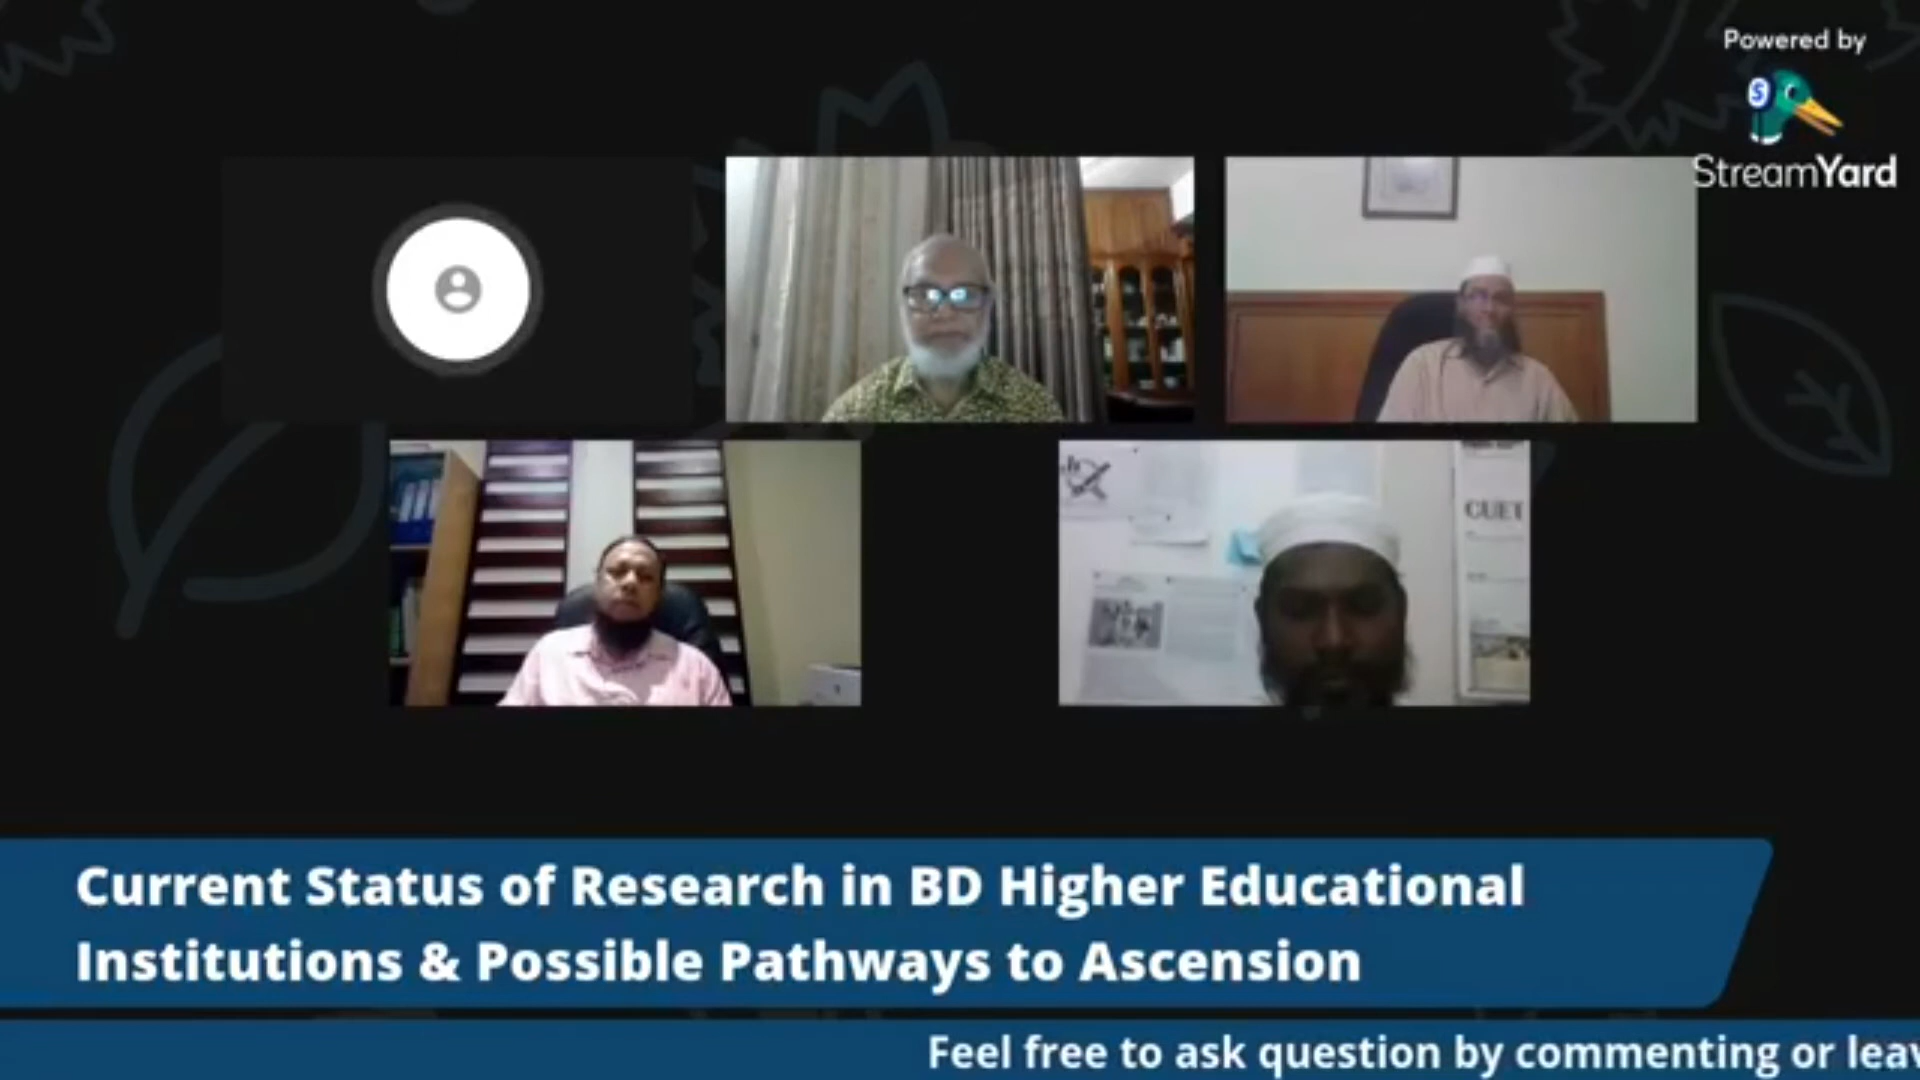 Powered by
S
StreamYard
CUET
Current Status of Research in BD Higher Educational
Institutions & Possible Pathways to Ascension
Feel free to ask question by commenting or leav